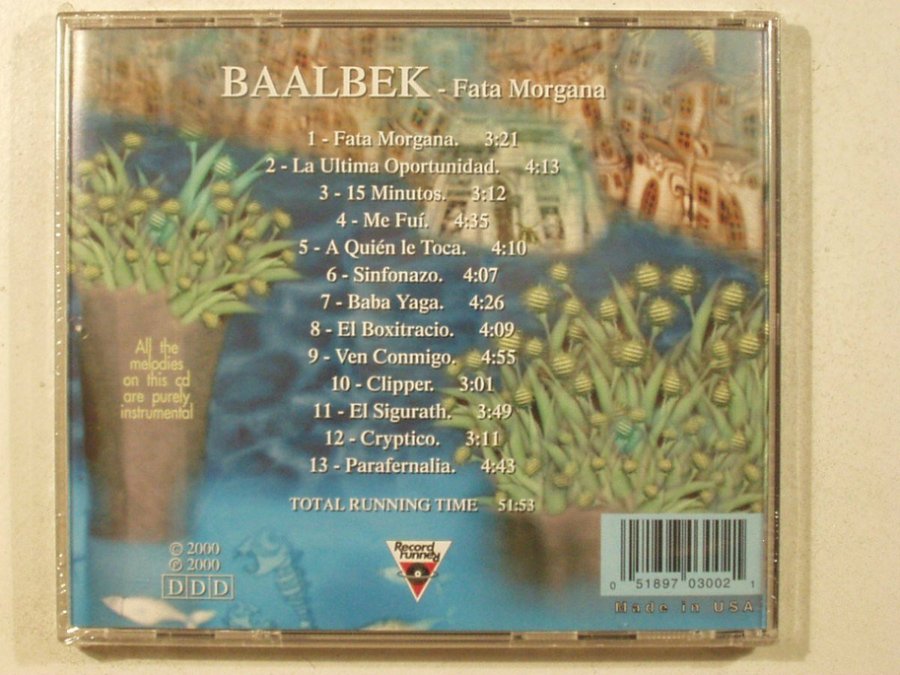 BAALBEK - Fata Morgana
1 - Fata Morgana. 3:21
2 - La Ultima Oportunidad. 4:13
3 - 15 Minutos. 3:12
4 - Me Fuí. 4:35
5 - A Quién le Toca. 4:10
6 - Sinfonazo. 4:07
7 - Baba Yaga. 4:26
8 - El Boxitracio. 4:09
9 - Ven Conmigo. 4:55
10 - Clipper. 3:01
11 - El Sigurath. 3:49
12 - Cryptico. 3:11
13 - Parafernalia. 4:43
TOTAL RUNNING TIME 51:53
All the
melodies
on this cd
are purely
instrumental
© 2000
℗ 2000
DDD
Record
runner
0 51897 03002 1
Made in USA